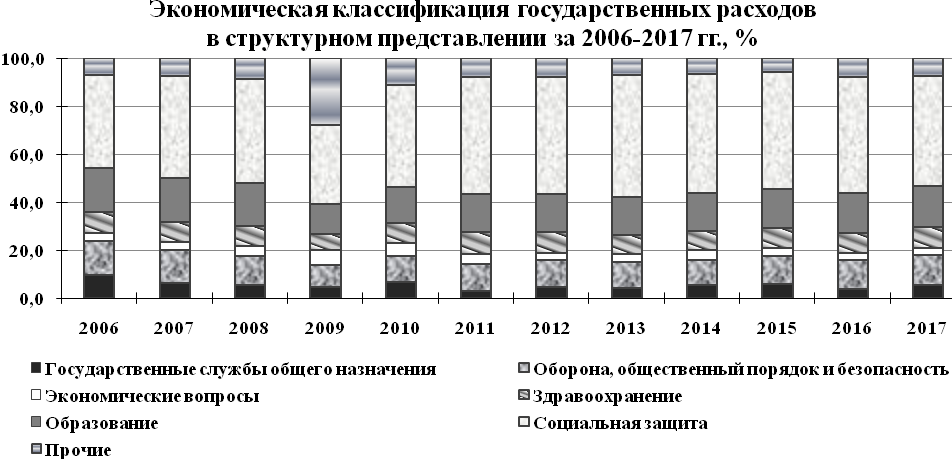 Экономическая классификация государственных расходов
в структурном представлении за 2006-2017 гг., %
100,0
80,0
60,0
40,0
20,0
0,0
2006 2007 2008 2009 2010 2011 2012 2013 2014 2015 2016 2017
Государственные службы общего назначения Оборона, общественный порядок и безопасность
Экономические вопросы Здравоохранение
Образование Социальная защита
Прочие